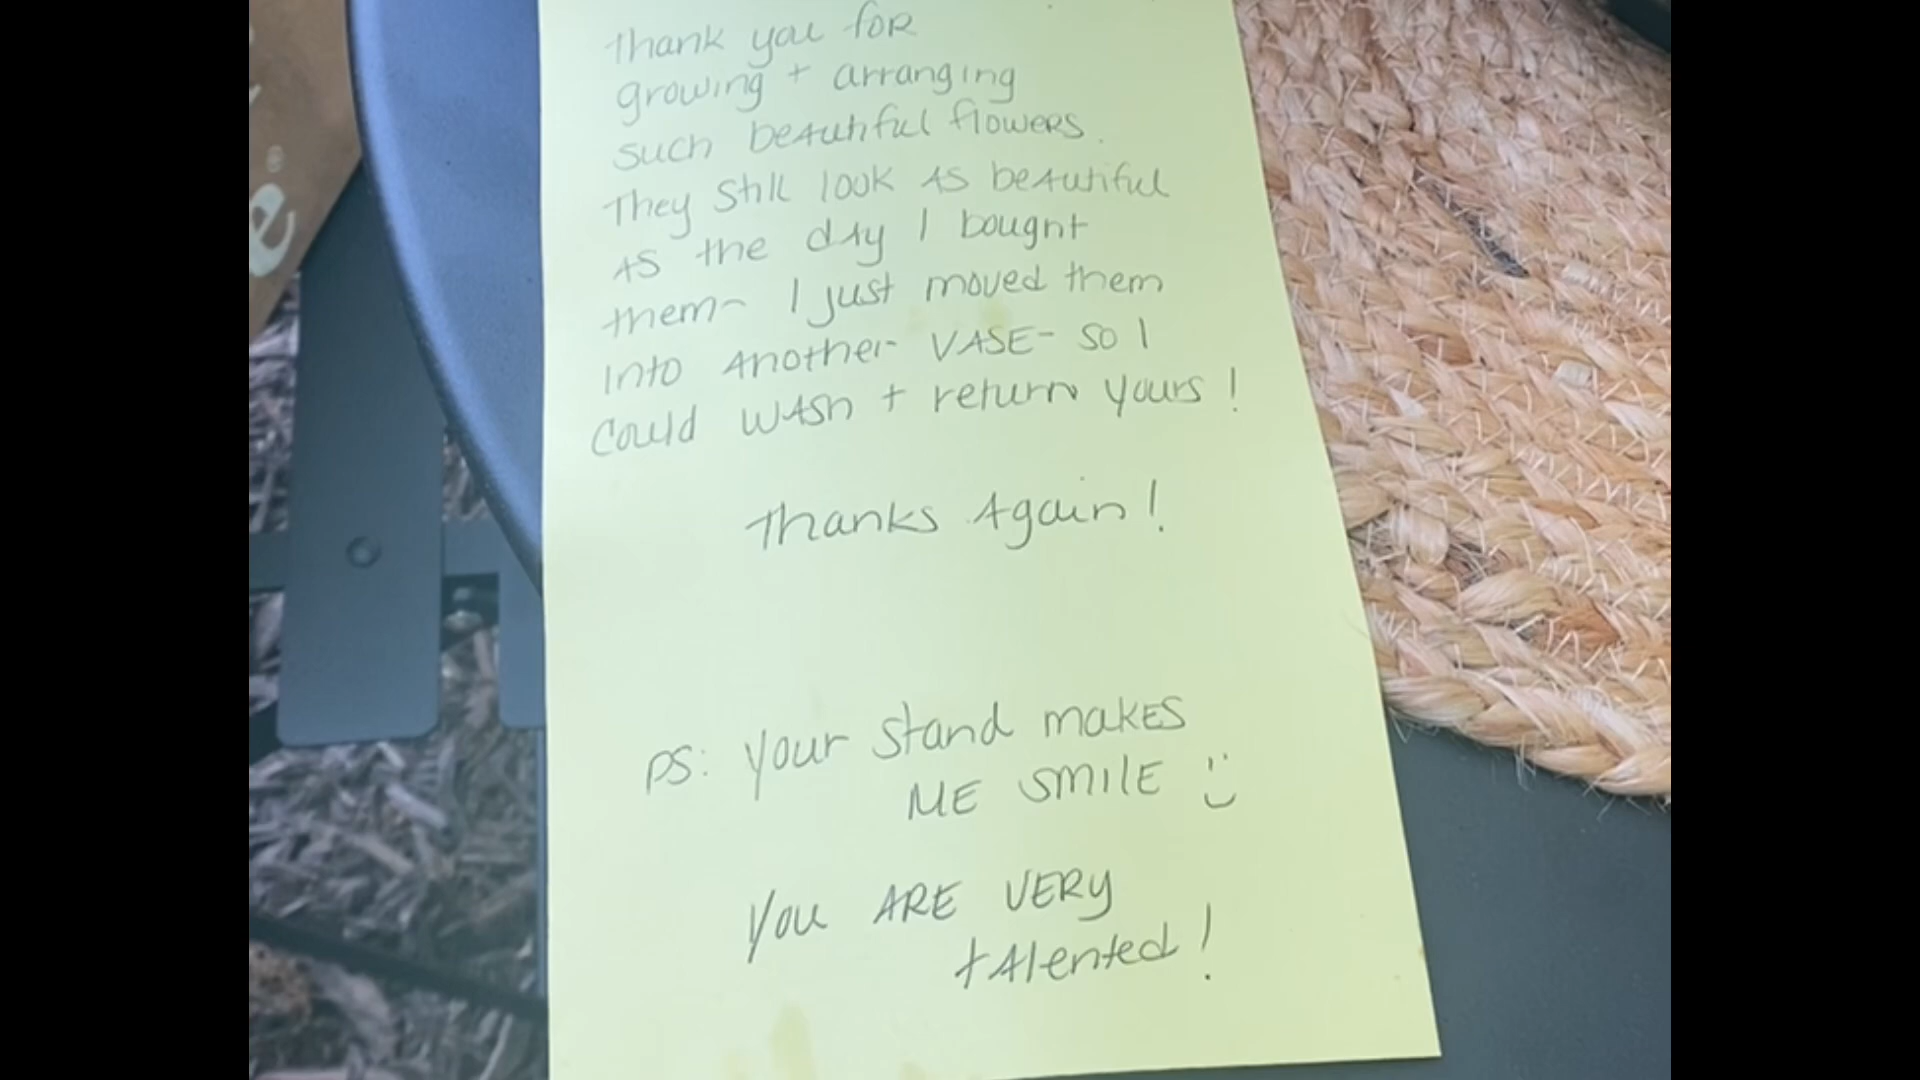 Thank you for
growing + arranging
such beautiful flowers.
They still look as beautiful
as the day I bought
them- I just moved them
into another VASE- so I
could wash + return yours!
Thanks Again!
PS: your stand makes
ME SMILE :)
You ARE VERY
talented!